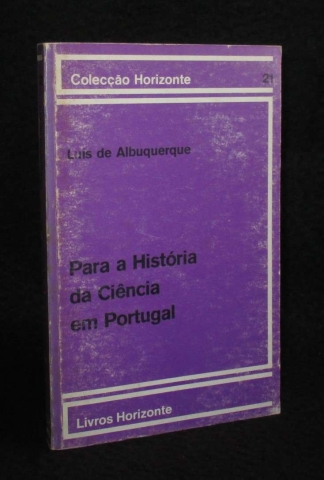 Colecção Horizonte 21
Luís de Albuquerque
Para a História
da Ciência
em Portugal
Livros Horizonte